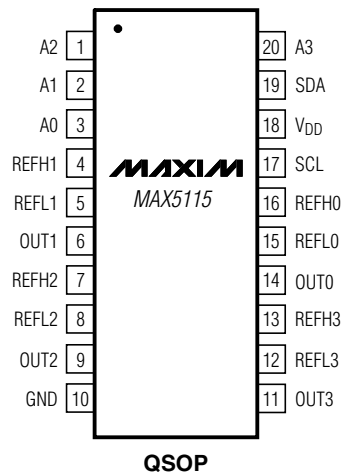 A2 1 20 A3
A1 2 19 SDA
A0 3 18 VDD
REFH1 4 MAXIM 17 SCL
REFL1 5 MAX5115 16 REFH0
OUT1 6 15 REFL0
REFH2 7 14 OUT0
REFL2 8 13 REFH3
OUT2 9 12 REFL3
GND 10 11 OUT3
QSOP